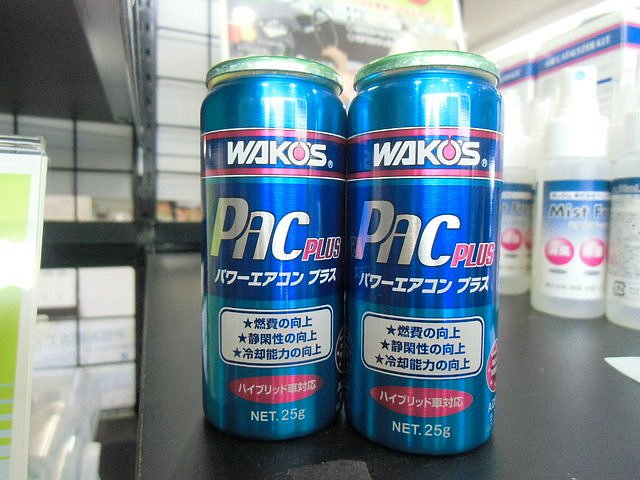 WAKO'S®
PAC PLUS
パワーエアコン プラス
★燃費の向上
★静閑性の向上
★冷却能力の向上
ハイブリッド車対応
NET.25g
WAKO'S®
PAC PLUS
パワーエアコン プラス
★燃費の向上
★静閑性の向上
★冷却能力の向上
ハイブリッド車対応
NET.25g
Mist